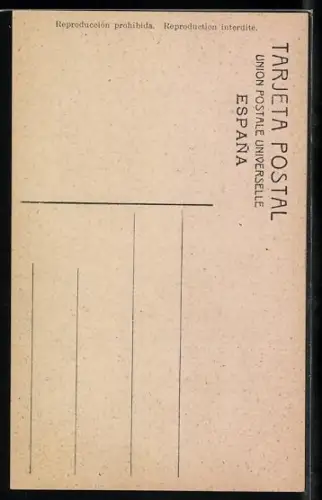 Reproducción prohibida. Reproduction interdite.
TARJETA POSTAL
UNION POSTALE UNIVERSELLE
ESPAÑA